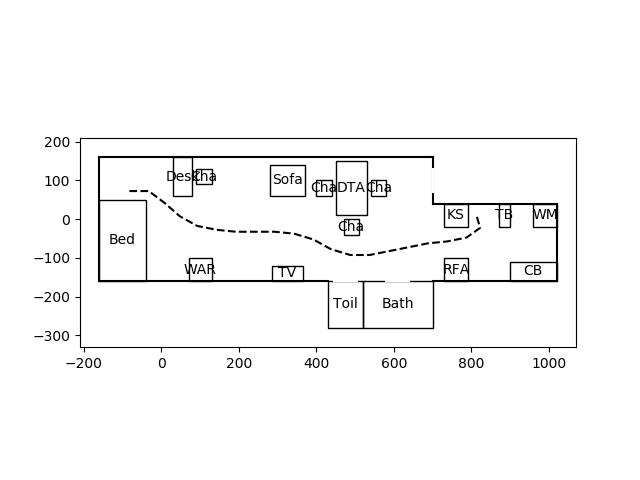 200
100
0
−100
−200
−300
Desk
Cha
Sofa
Cha
DTA
Cha
Cha
KS
TB
WM
Bed
WAR
TV
RFA
CB
Toil
Bath
−200
0
200
400
600
800
1000